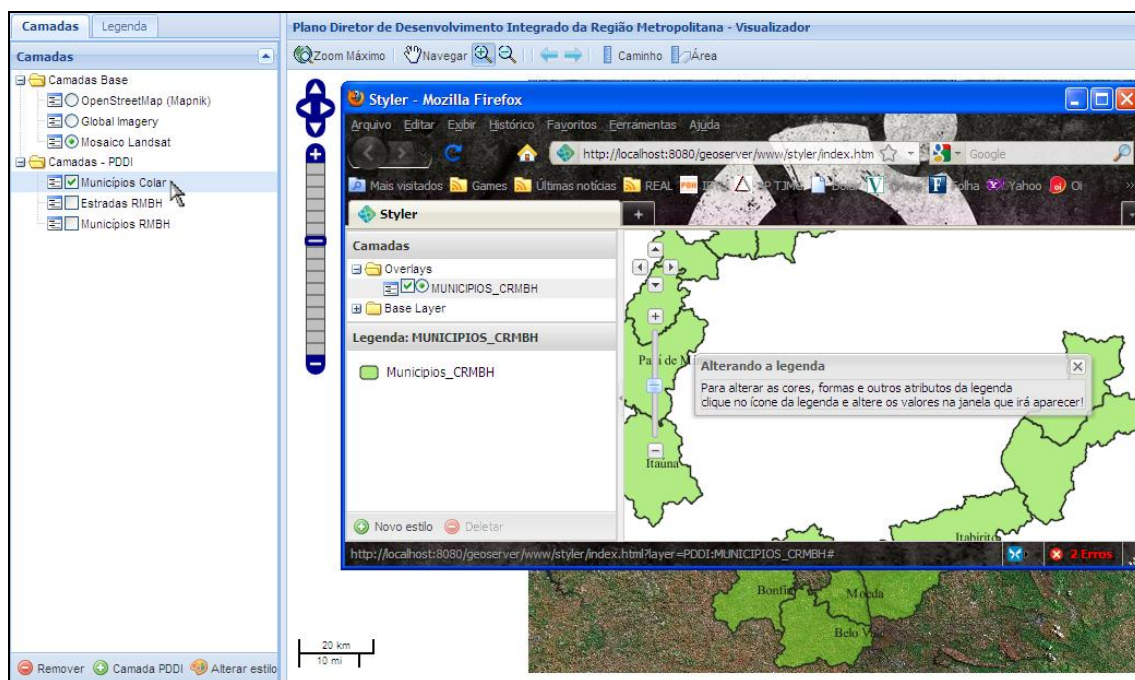 Camadas Legenda
Camadas
Camadas Base
OpenStreetMap (Mapnik)
Global Imagery
Mosaico Landsat
Camadas - PDDI
Municípios Colar
Estradas RMBH
Municípios RMBH
Remover Camada PDDI Alterar estilo
Plano Diretor de Desenvolvimento Integrado da Região Metropolitana - Visualizador
Zoom Máximo Navegar Caminho Área
Styler - Mozilla Firefox
Arquivo Editar Exibir Histórico Favoritos Ferramentas Ajuda
http://localhost:8080/geoserver/www/styler/index.htm Google
Mais visitados Games Últimas notícias REAL TJMG Folha Yahoo Oi
Styler
Camadas
Overlays
MUNICIPIOS_CRMBH
Base Layer
Legenda: MUNICIPIOS_CRMBH
Municipios_CRMBH
Novo estilo Deletar
Pará de
Itaúna
Itabirito
Alterando a legenda
Para alterar as cores, formas e outros atributos da legenda
clique no ícone da legenda e altere os valores na janela que irá aparecer!
http://localhost:8080/geoserver/www/styler/index.html?layer=PDDI:MUNICIPIOS_CRMBH#
2 Erros
Bonfim Moeda
Belo
20 km
10 mi